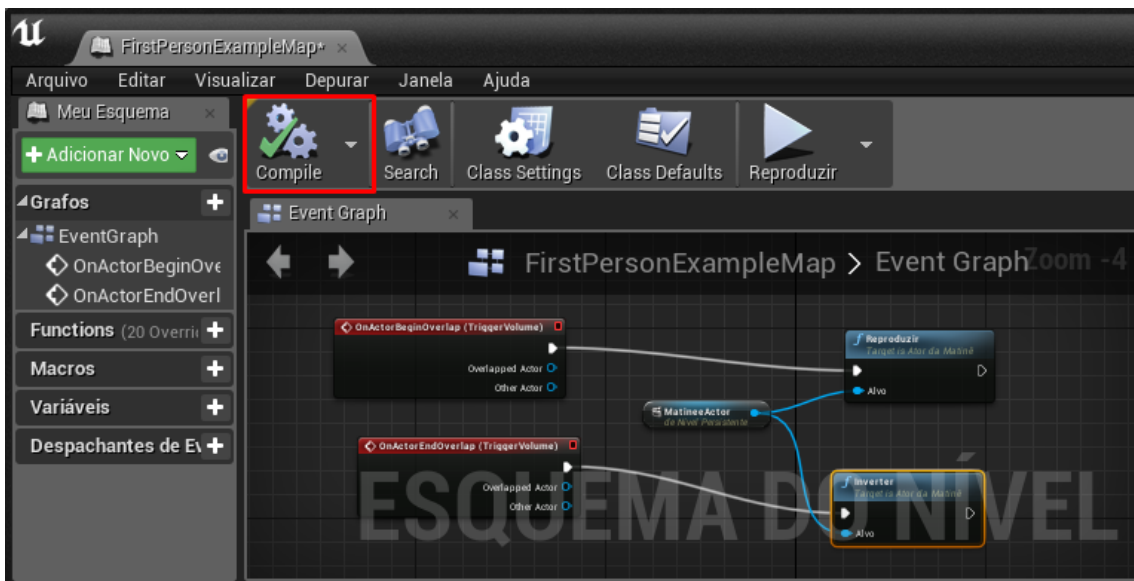 FirstPersonExampleMap*
Arquivo Editar Visualizar Depurar Janela Ajuda
Meu Esquema
+ Adicionar Novo
Compile
Search
Class Settings
Class Defaults
Reproduzir
Grafos
EventGraph
OnActorBeginOve
OnActorEndOverl
Functions (20 Overri
Macros
Variáveis
Despachantes de Ev
Event Graph
FirstPersonExampleMap > Event Graph
Zoom -4
OnActorBeginOverlap (TriggerVolume)
Overlapped Actor
Other Actor
Reproduzir
Target is Ator da Matinê
Alvo
MatineeActor
de Nível Persistente
OnActorEndOverlap (TriggerVolume)
Overlapped Actor
Other Actor
Inverter
Target is Ator da Matinê
Alvo
ESQUEMA DO NÍVEL